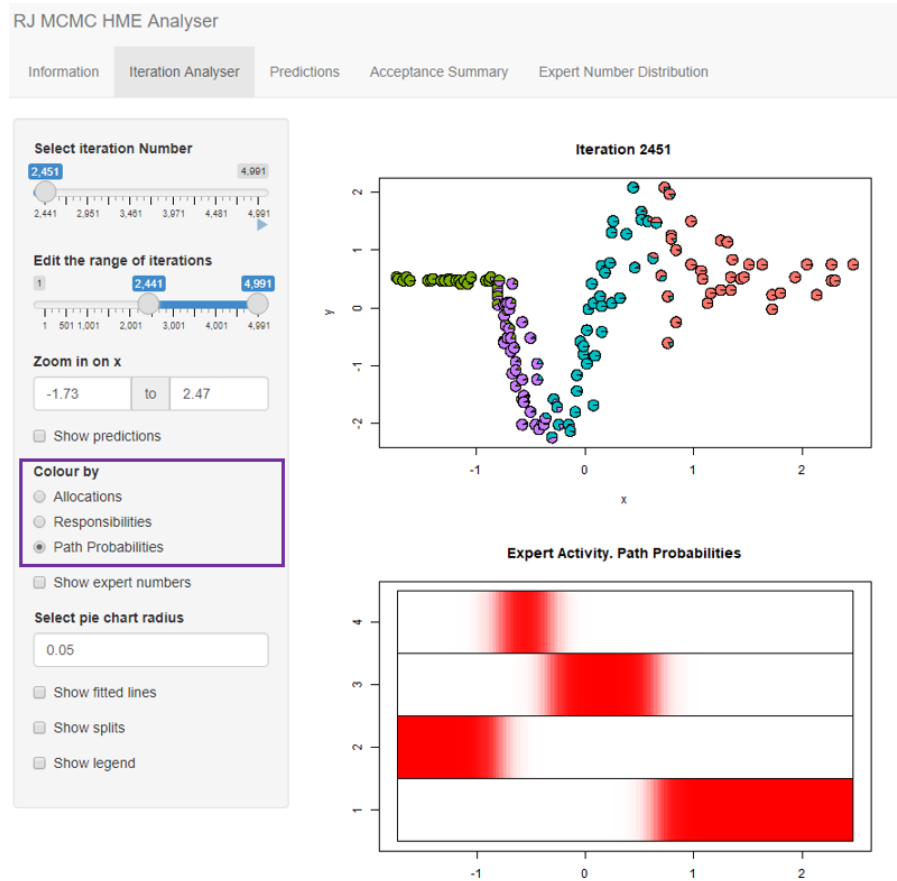 RJ MCMC HME Analyser
Information Iteration Analyser Predictions Acceptance Summary Expert Number Distribution
Select iteration Number
2,451 4,991
2,441 2,951 3,461 3,971 4,481 4,991
Edit the range of iterations
1 2,441 4,991
1 501 1,001 2,001 3,001 4,001 4,991
Zoom in on x
-1.73 to 2.47
Show predictions
Colour by
Allocations
Responsibilities
Path Probabilities
Show expert numbers
Select pie chart radius
0.05
Show fitted lines
Show splits
Show legend
Iteration 2451
2
1
0
-1
-2
y
-1 0 1 2
x
Expert Activity. Path Probabilities
4
3
2
1
-1 0 1 2